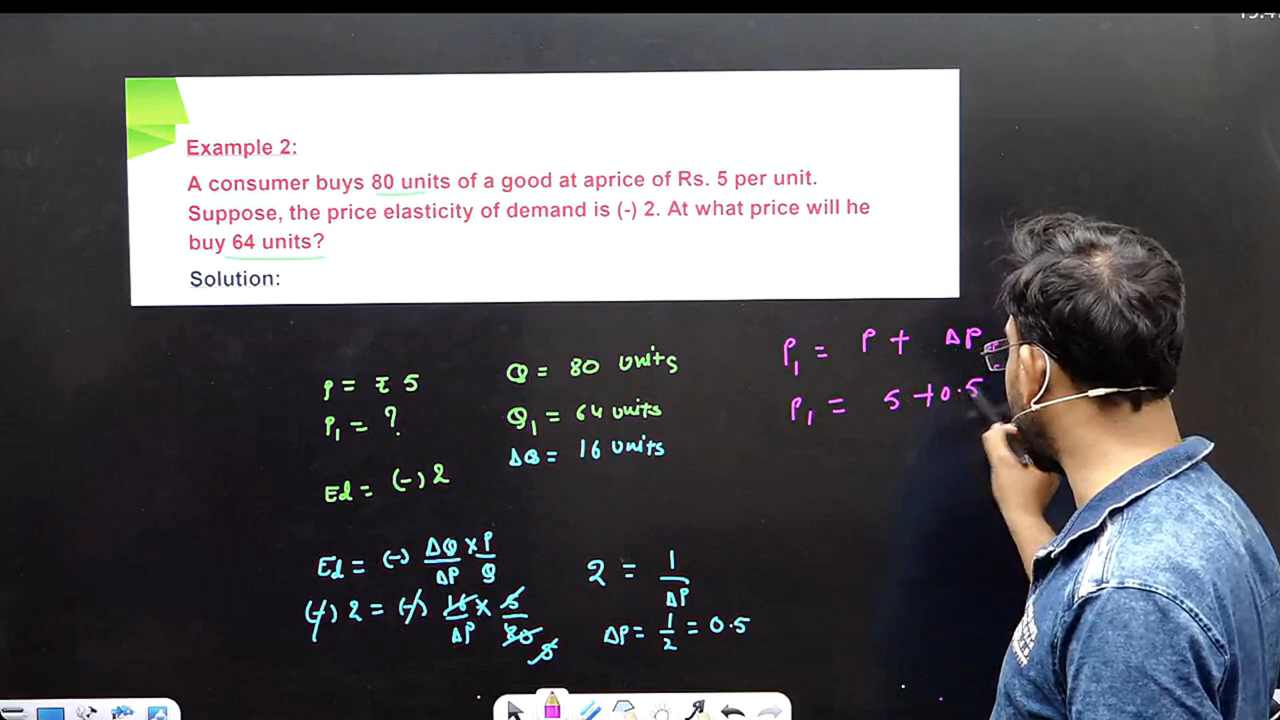 Example 2:
A consumer buys 80 units of a good at aprice of Rs. 5 per unit.
Suppose, the price elasticity of demand is (-) 2. At what price will he
buy 64 units?
Solution:
P = ₹ 5
P₁ = ?
Ed = (-) 2
Q = 80 units
Q₁ = 64 units
ΔQ = 16 units
Ed = (-) ΔQ/ΔP × P/Q
(-) 2 = (-) 16/ΔP × 5/80 5
2 = 1/ΔP
ΔP = 1/2 = 0.5
P₁ = P + ΔP
P₁ = 5 + 0.5